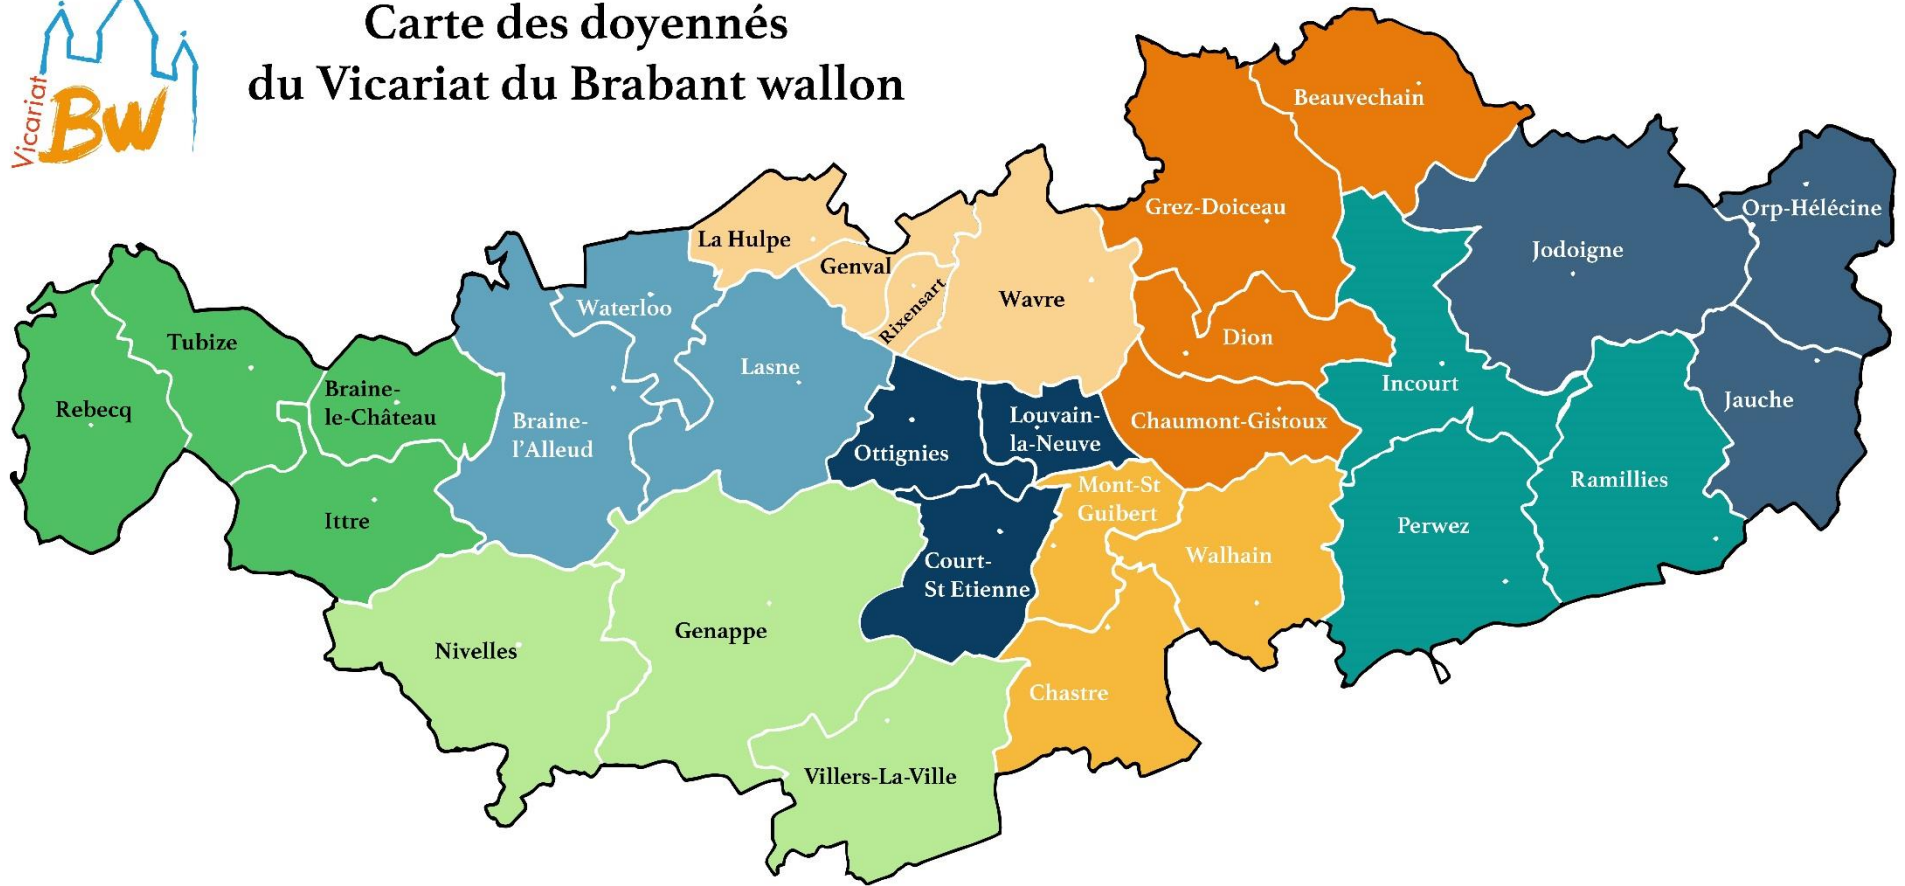 Carte des doyennés
du Vicariat du Brabant wallon
Vicariat
BW
Beauvechain
Grez-Doiceau
Orp-Hélécine
La Hulpe
Jodoigne
Genval
Wavre
Waterloo
Rixensart
Tubize
Dion
Lasne
Incourt
Braine-
le-Château
Rebecq
Jauche
Braine-
l'Alleud
Louvain-
la-Neuve
Chaumont-Gistoux
Ottignies
Ramillies
Mont-St
Guibert
Ittre
Perwez
Walhain
Court-
St Etienne
Genappe
Nivelles
Chastre
Villers-La-Ville